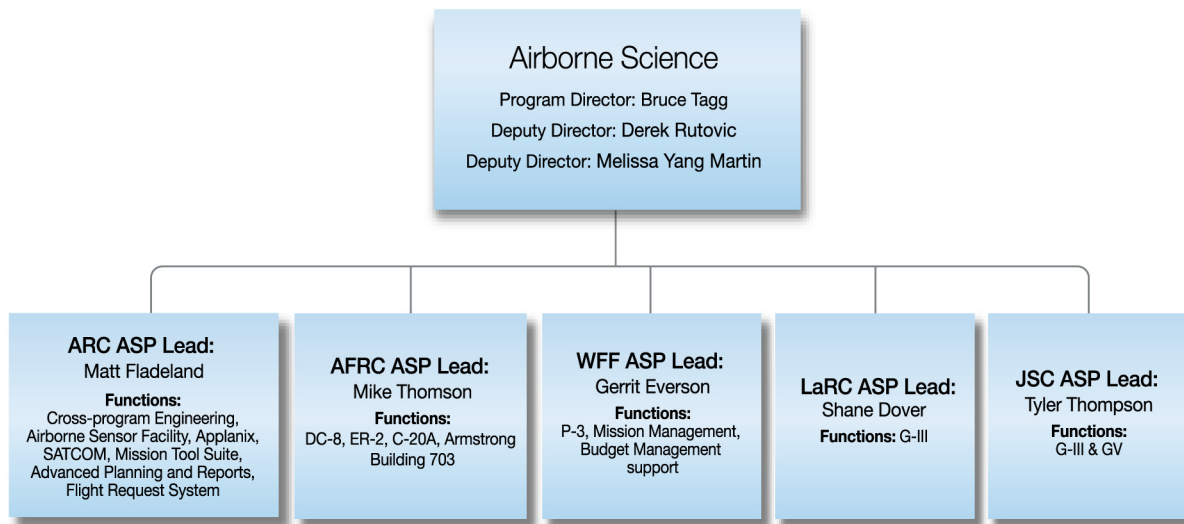 Airborne Science
Program Director: Bruce Tagg
Deputy Director: Derek Rutovic
Deputy Director: Melissa Yang Martin
ARC ASP Lead:
Matt Fladeland
Functions:
Cross-program Engineering,
Airborne Sensor Facility, Applanix,
SATCOM, Mission Tool Suite,
Advanced Planning and Reports,
Flight Request System
AFRC ASP Lead:
Mike Thomson
Functions:
DC-8, ER-2, C-20A, Armstrong
Building 703
WFF ASP Lead:
Gerrit Everson
Functions:
P-3, Mission Management,
Budget Management
support
LaRC ASP Lead:
Shane Dover
Functions: G-III
JSC ASP Lead:
Tyler Thompson
Functions:
G-III & GV